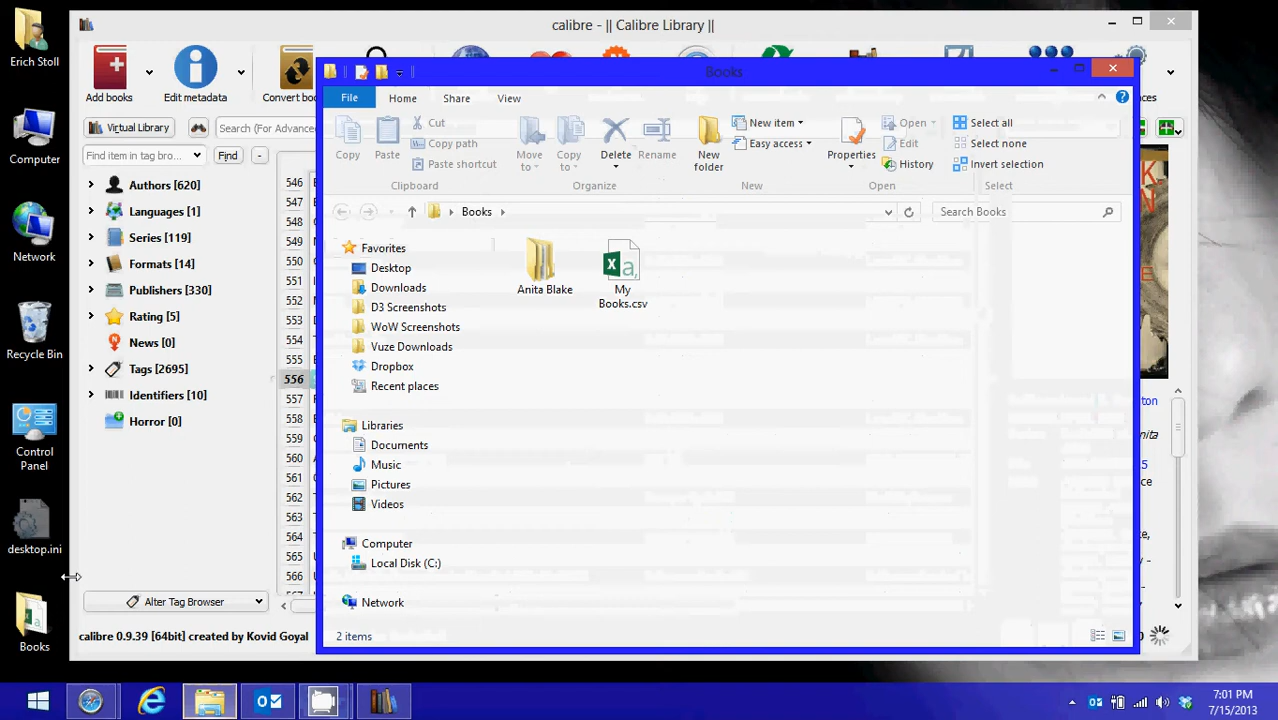 Erich Stoll
Computer
Network
Recycle Bin
Control
Panel
desktop.ini
Books
calibre - || Calibre Library ||
Add books
Edit metadata
Convert boo
Virtual Library
Search (For Advance
Find item in tag bro...
Find
-
Authors [620]
Languages [1]
Series [119]
Formats [14]
Publishers [330]
Rating [5]
News [0]
Tags [2695]
Identifiers [10]
Horror [0]
546
547
548
549
550
551
552
553
554
555
556
557
558
559
560
561
562
563
564
565
566
Alter Tag Browser
calibre 0.9.39 [64bit] created by Kovid Goyal
Books
File
Home
Share
View
Copy
Paste
Cut
Copy path
Paste shortcut
Clipboard
Move
to
Copy
to
Delete
Rename
Organize
New
folder
New item
Easy access
New
Properties
Open
Edit
History
Open
Select all
Select none
Invert selection
Select
Books
Search Books
Favorites
Desktop
Downloads
D3 Screenshots
WoW Screenshots
Vuze Downloads
Dropbox
Recent places
Libraries
Documents
Music
Pictures
Videos
Computer
Local Disk (C:)
Network
Anita Blake
My
Books.csv
2 items
7:01 PM
7/15/2013